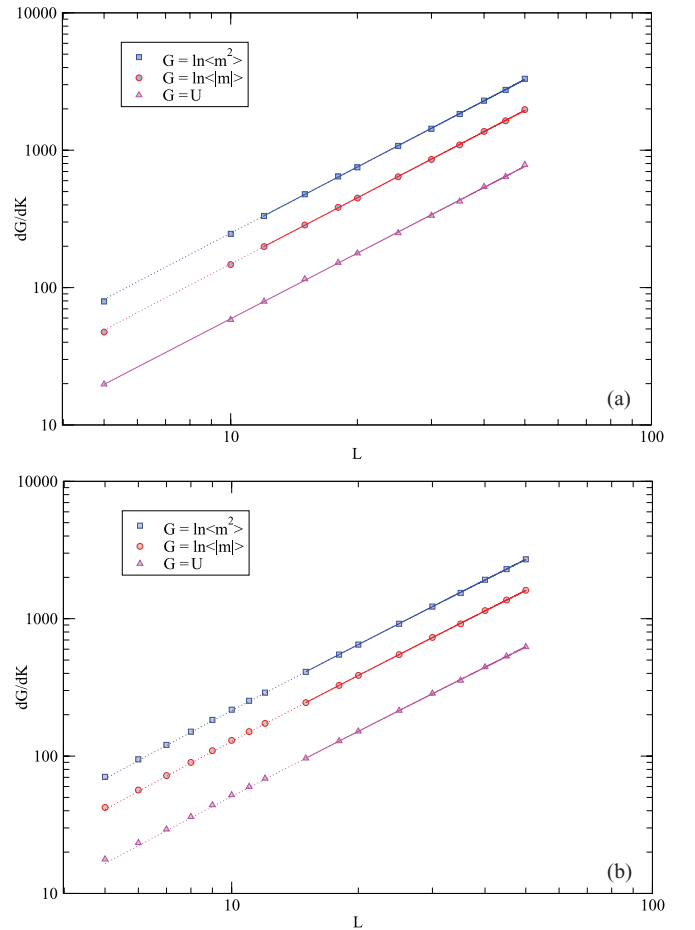 10000
G = ln<m²>
G = ln<|m|>
G = U
1000
dG/dK
100
(a)
10
10
100
L
10000
G = ln<m²>
G = ln<|m|>
G = U
1000
dG/dK
100
(b)
10
10
100
L